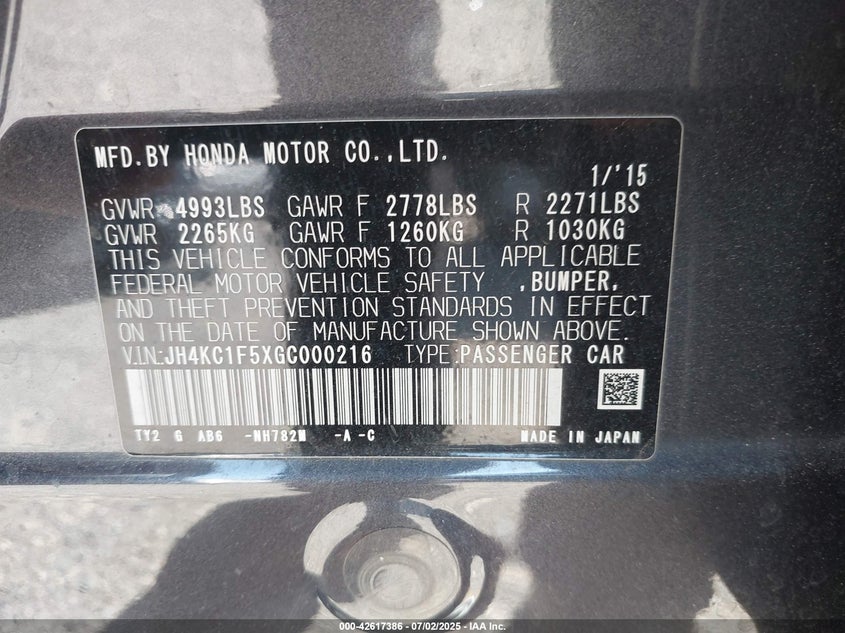 MFD.BY HONDA MOTOR CO.,LTD.
1/'15
GVWR 4993LBS GAWR F 2778LBS R 2271LBS
GVWR 2265KG GAWR F 1260KG R 1030KG
THIS VEHICLE CONFORMS TO ALL APPLICABLE
FEDERAL MOTOR VEHICLE SAFETY ,BUMPER,
AND THEFT PREVENTION STANDARDS IN EFFECT
ON THE DATE OF MANUFACTURE SHOWN ABOVE.
V.I.N.:JH4KC1F5XGC000216 TYPE:PASSENGER CAR
TY2 G AB6 -NH782M -A -C MADE IN JAPAN
000-42617386 - 07/02/2025 - IAA Inc.